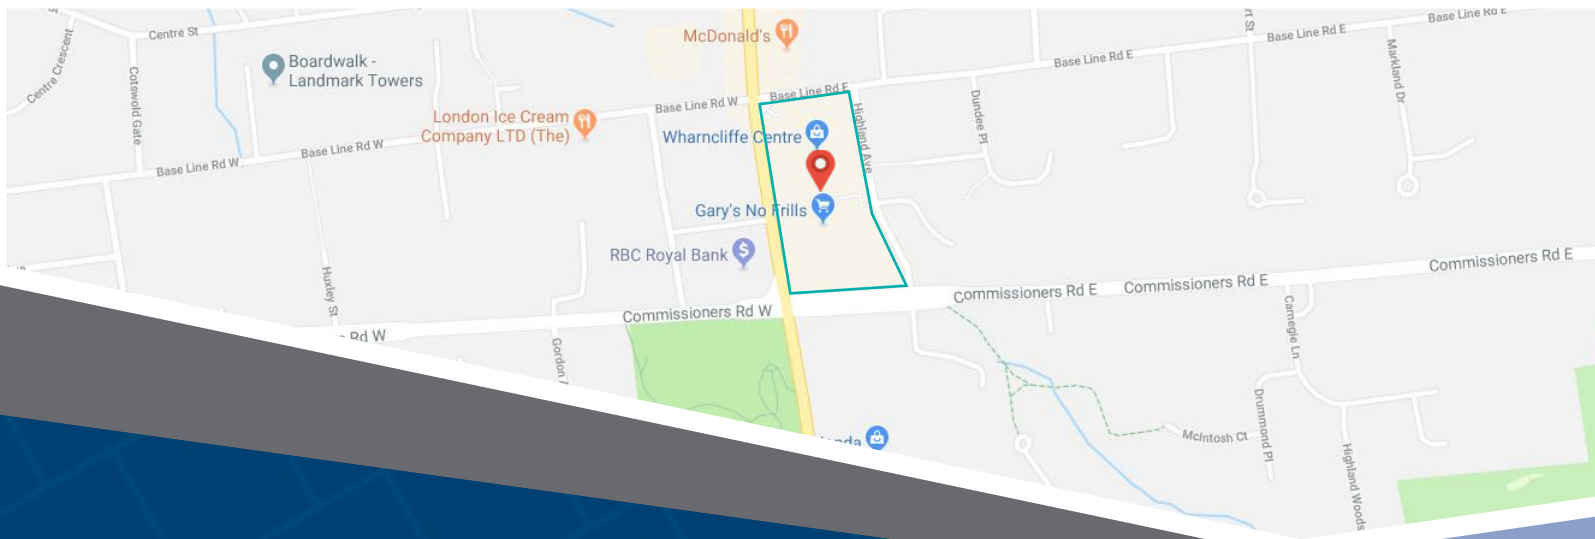 Centre St
Centre Crescent
Cotswold Gate
Boardwalk -
Landmark Towers
McDonald's
London Ice Cream
Company LTD (The)
Base Line Rd W
Base Line Rd W
Base Line Rd W
Base Line Rd E
Base Line Rd E
Base Line Rd E
Base Line Rd E
Markland Dr
Dundee Pl
Highland Ave
Wharncliffe Centre
Gary's No Frills
RBC Royal Bank
Huxley St
Commissioners Rd W
Rd W
Commissioners Rd E
Commissioners Rd E
Commissioners Rd E
Gordon
Carnegie Ln
Drummond Pl
McIntosh Ct
Highland Woods